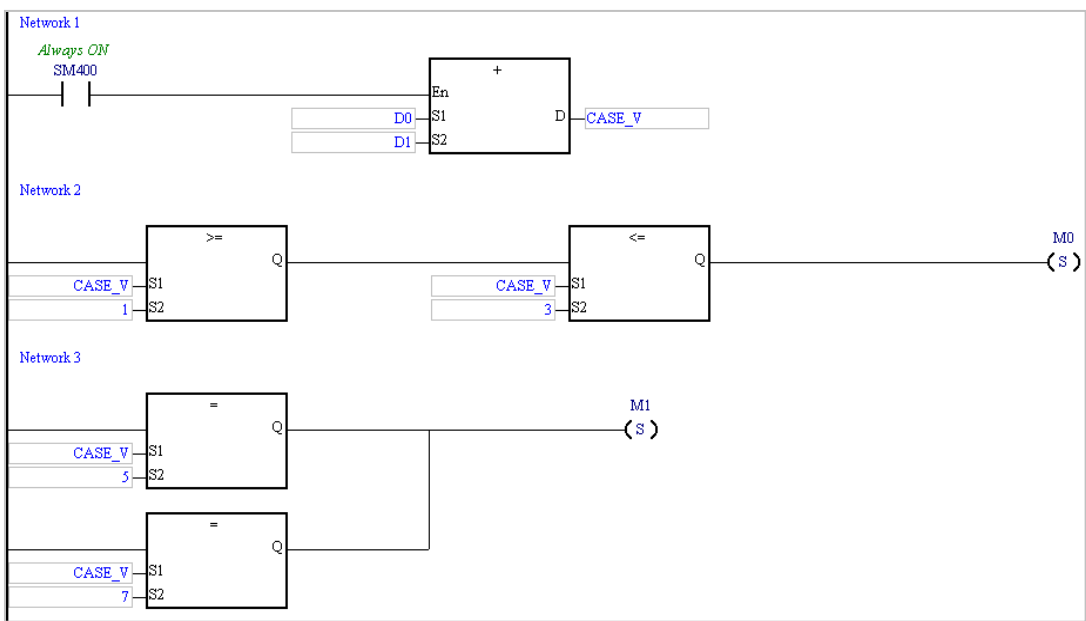 Network 1
Always ON
SM400
+
En
D0 S1 D CASE_V
D1 S2
Network 2
>= <= M0
Q Q ( S )
CASE_V S1 CASE_V S1
1 S2 3 S2
Network 3
= M1
Q ( S )
CASE_V S1
5 S2
=
Q
CASE_V S1
7 S2